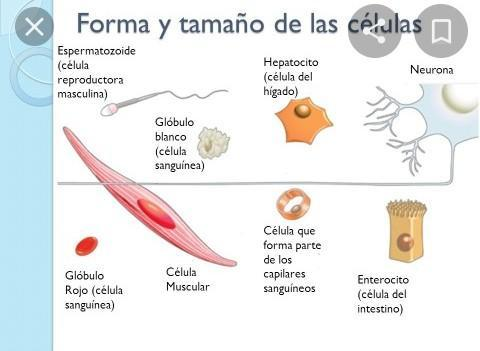 Forma y tamaño de las células
Espermatozoide
(célula
reproductora
masculina)
Hepatocito
(célula del
hígado)
Neurona
Glóbulo
blanco
(célula
sanguínea)
Glóbulo
Rojo (célula
sanguínea)
Célula
Muscular
Célula que
forma parte
de los
capilares
sanguíneos
Enterocito
(célula del
intestino)